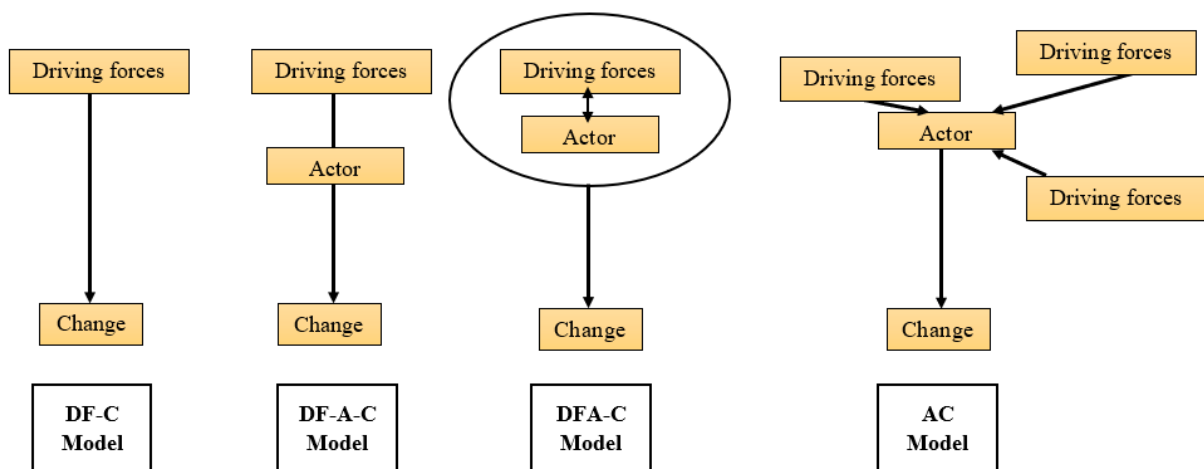 Driving forces
Change
DF-C
Model
Driving forces
Actor
Change
DF-A-C
Model
Driving forces
Actor
Change
DFA-C
Model
Driving forces
Driving forces
Actor
Driving forces
Change
AC
Model